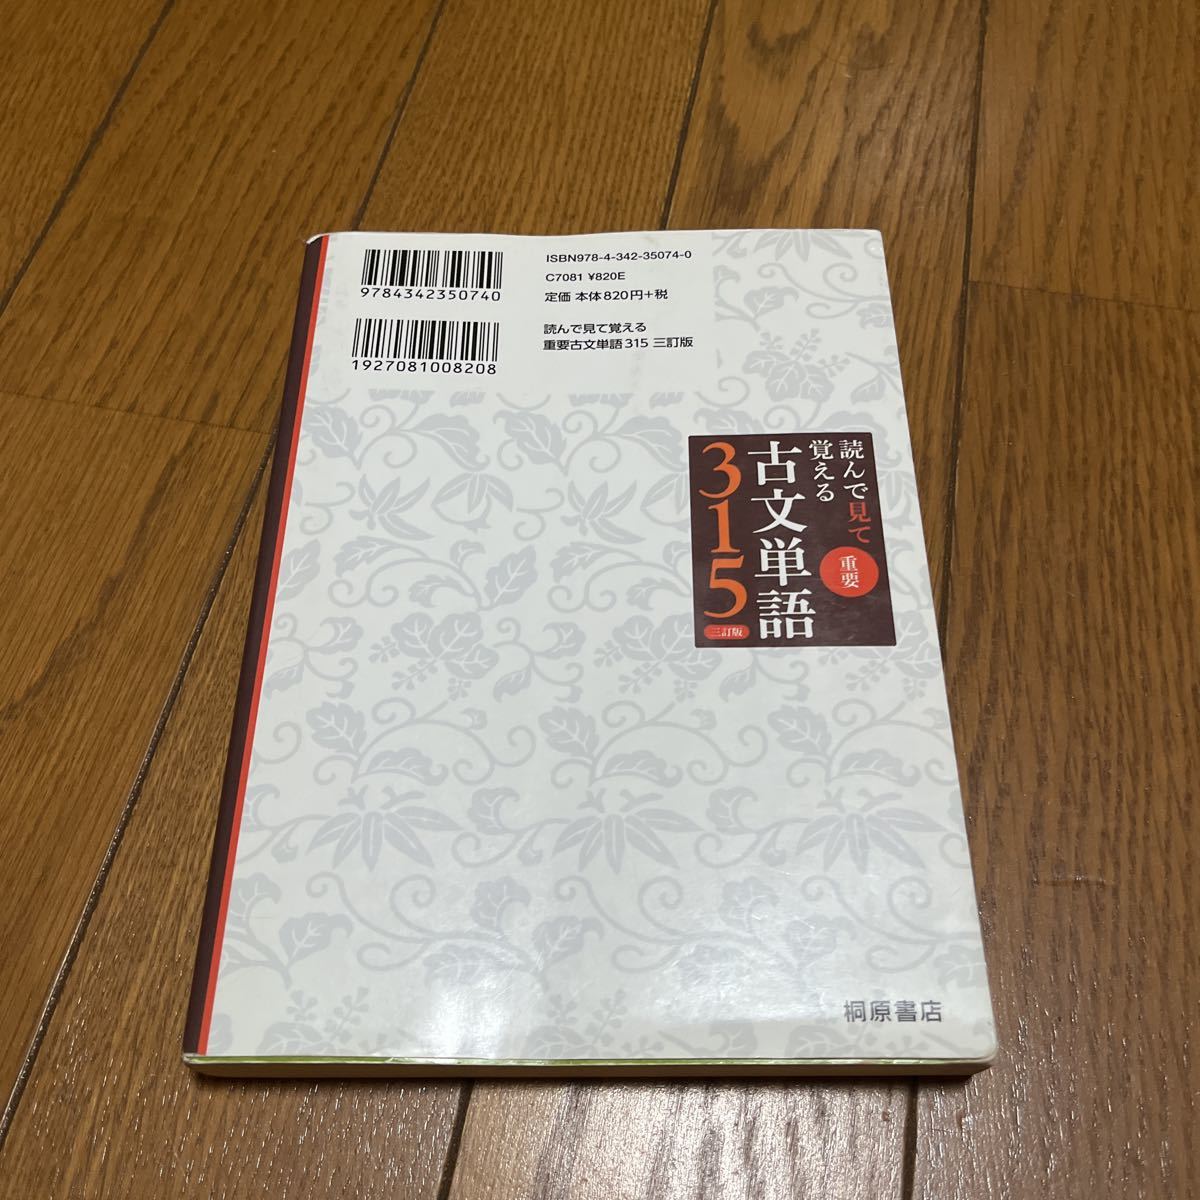 9784342350740
ISBN978-4-342-35074-0
C7081 ¥820E
定価 本体820円+税
1927081008208
読んで見て覚える
重要古文単語315 三訂版
読んで見て
覚える
重要
古文単語
315
三訂版
桐原書店